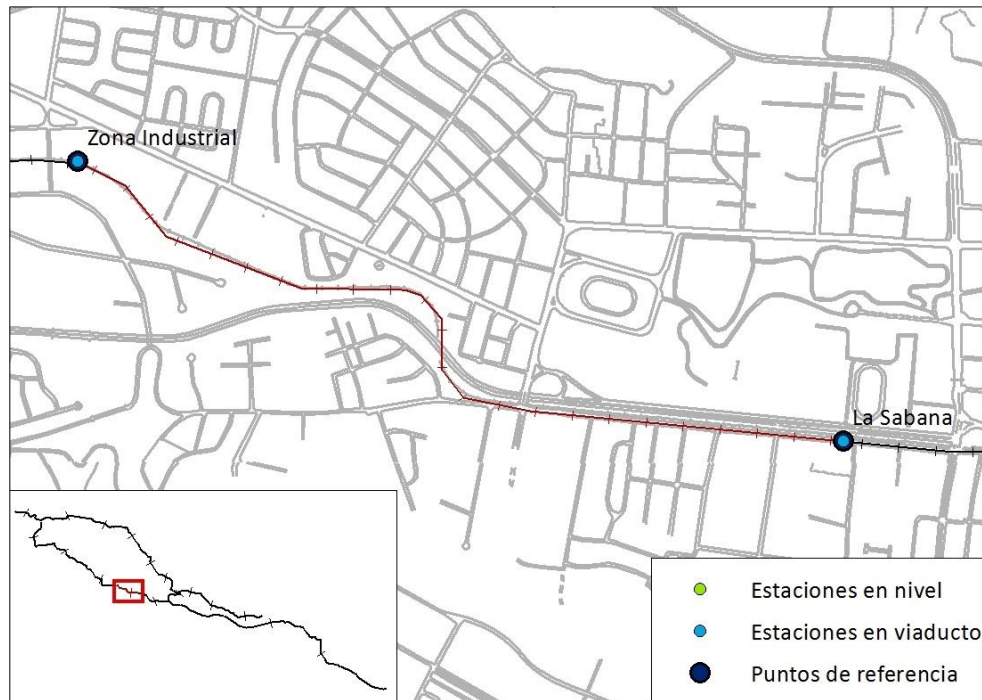 Zona Industrial
La Sabana
Estaciones en nivel
Estaciones en viaducto
Puntos de referencia